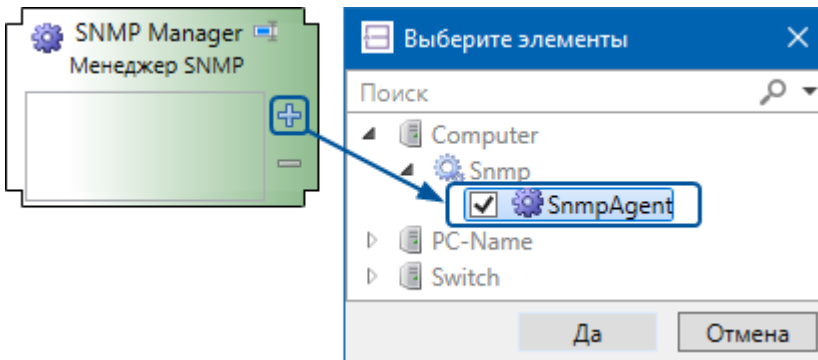 SNMP Manager
Менеджер SNMP
Выберите элементы
Поиск
Computer
Snmp
SnmpAgent
PC-Name
Switch
Да
Отмена